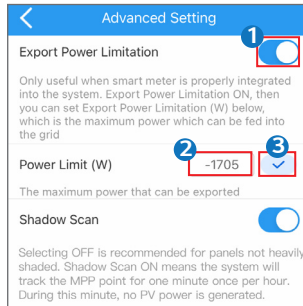 Advanced Setting
1
Export Power Limitation
Only useful when smart meter is properly integrated
into the system. Export Power Limitation ON, then
you can set Export Power Limitation (W) below,
which is the maximum power which can be fed into
the grid
2
3
Power Limit (W) -1705
The maximum power that can be exported
Shadow Scan
Selecting OFF is recommended for panels not heavily
shaded. Shadow Scan ON means the system will
track the MPP point for one minute once per hour.
During this minute, no PV power is generated.